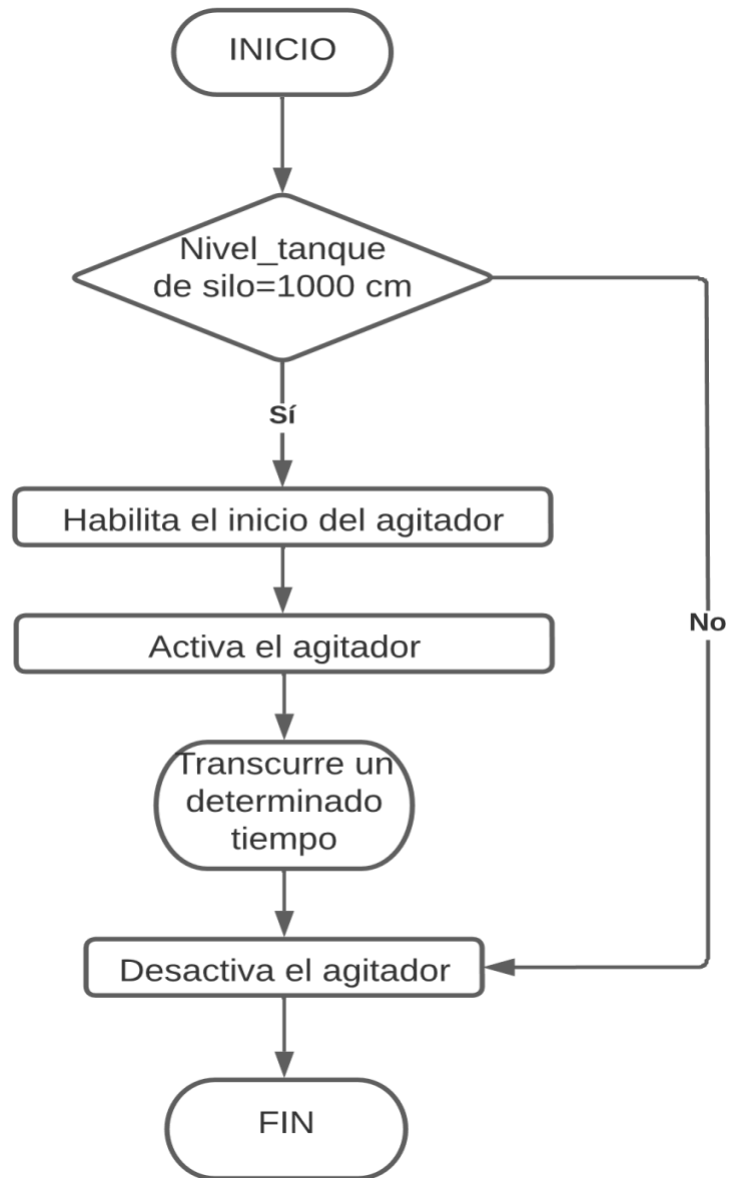 INICIO
Nivel_tanque
de silo=1000 cm
Sí
Habilita el inicio del agitador
Activa el agitador
No
Transcurre un
determinado
tiempo
Desactiva el agitador
FIN